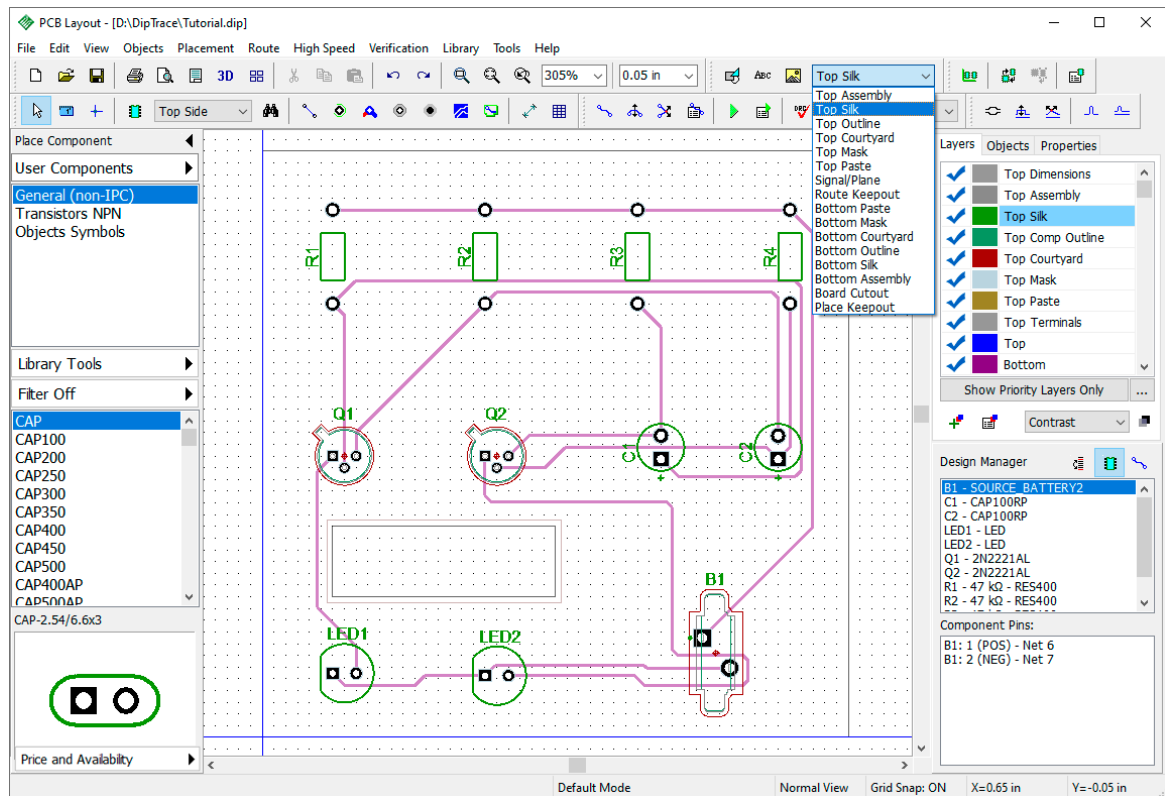 PCB Layout - [D:\DipTrace\Tutorial.dip]
File Edit View Objects Placement Route High Speed Verification Library Tools Help
3D 305% 0.05 in ABC Top Silk
Top Side
Top Assembly
Top Silk
Top Outline
Top Courtyard
Top Mask
Top Paste
Signal/Plane
Route Keepout
Bottom Paste
Bottom Mask
Bottom Courtyard
Bottom Outline
Bottom Silk
Bottom Assembly
Board Cutout
Place Keepout
Place Component
User Components
General (non-IPC)
Transistors NPN
Objects Symbols
Library Tools
Filter Off
CAP
CAP100
CAP200
CAP250
CAP300
CAP350
CAP400
CAP450
CAP500
CAP400AP
CAP500AP
CAP-2.54/6.6x3
Price and Availability
R1 R2 R3 R4
Q1 Q2
C1 C2
+ +
B1
LED1 LED2
Layers Objects Properties
Top Dimensions
Top Assembly
Top Silk
Top Comp Outline
Top Courtyard
Top Mask
Top Paste
Top Terminals
Top
Bottom
Show Priority Layers Only ...
Contrast
Design Manager
B1 - SOURCE_BATTERY2
C1 - CAP100RP
C2 - CAP100RP
LED1 - LED
LED2 - LED
Q1 - 2N2221AL
Q2 - 2N2221AL
R1 - 47 kΩ - RES400
R2 - 47 kΩ - RES400
Component Pins:
B1: 1 (POS) - Net 6
B1: 2 (NEG) - Net 7
Default Mode Normal View Grid Snap: ON X=0.65 in Y=-0.05 in